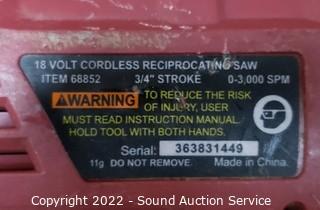 18 VOLT CORDLESS RECIPROCATING SAW
ITEM 68852 3/4" STROKE 0-3,000 SPM
WARNING TO REDUCE THE RISK
OF INJURY, USER
MUST READ INSTRUCTION MANUAL.
HOLD TOOL WITH BOTH HANDS.
Serial: 363831449
11g DO NOT REMOVE. Made in China.
Copyright 2022 - Sound Auction Service